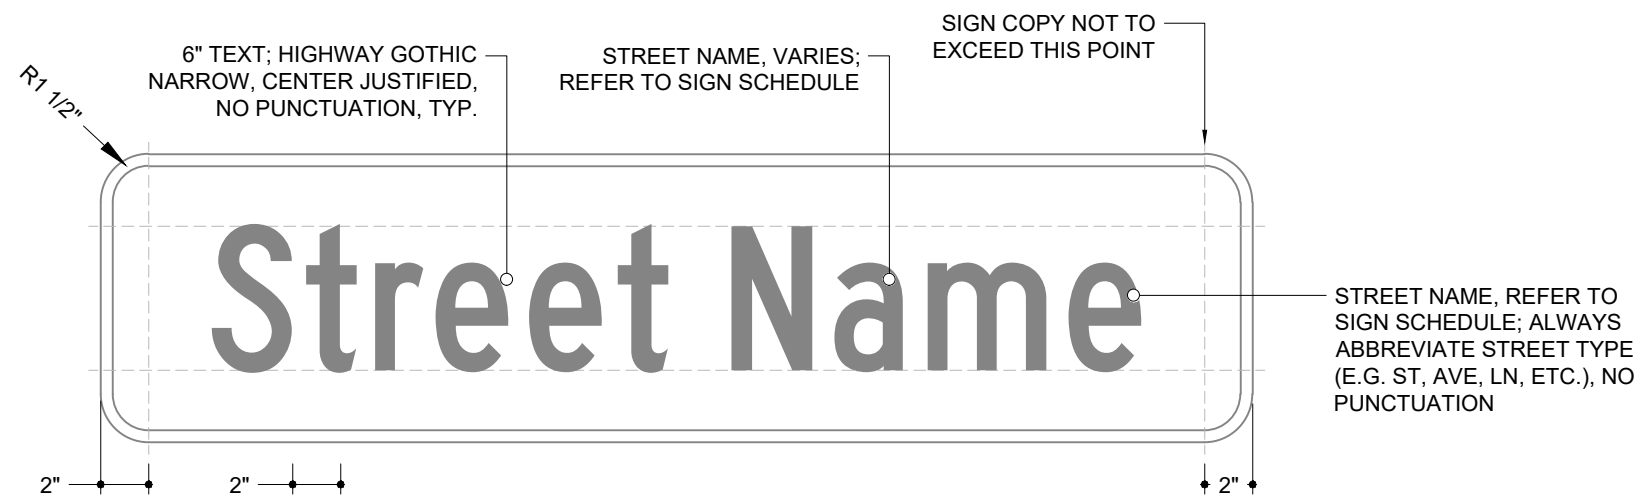 SIGN COPY NOT TO
EXCEED THIS POINT
6" TEXT; HIGHWAY GOTHIC
NARROW, CENTER JUSTIFIED,
NO PUNCTUATION, TYP.
STREET NAME, VARIES;
REFER TO SIGN SCHEDULE
R1 1/2"
Street Name
STREET NAME, REFER TO
SIGN SCHEDULE; ALWAYS
ABBREVIATE STREET TYPE
(E.G. ST, AVE, LN, ETC.), NO
PUNCTUATION
2"
2"
2"